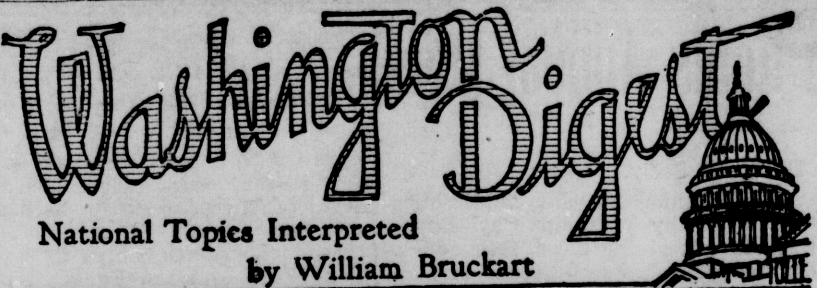 Washington Digest
National Topics Interpreted
by William Bruckart